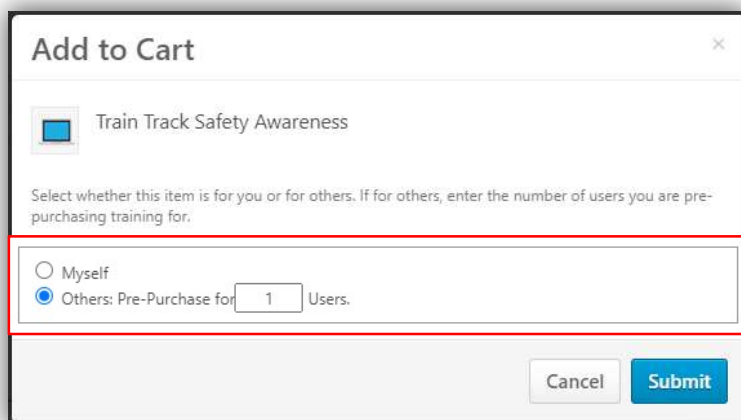 Add to Cart
×
Train Track Safety Awareness
Select whether this item is for you or for others. If for others, enter the number of users you are pre-
purchasing training for.
Myself
Others: Pre-Purchase for 1 Users.
Cancel Submit